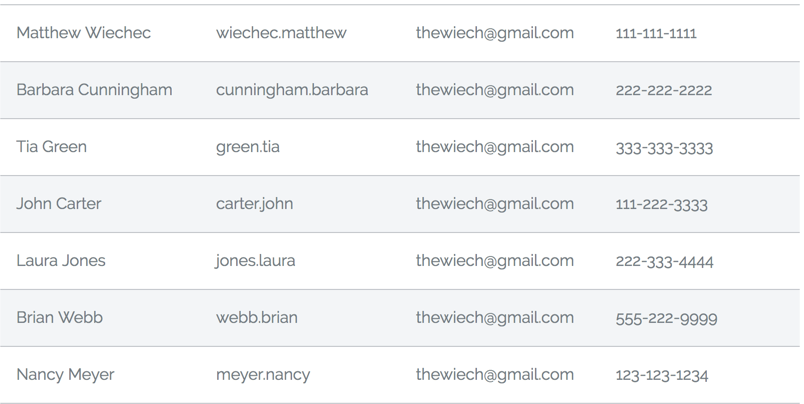 Matthew Wiechec wiechec.matthew thewiech@gmail.com 111-111-1111
Barbara Cunningham cunningham.barbara thewiech@gmail.com 222-222-2222
Tia Green green.tia thewiech@gmail.com 333-333-3333
John Carter carter.john thewiech@gmail.com 111-222-3333
Laura Jones jones.laura thewiech@gmail.com 222-333-4444
Brian Webb webb.brian thewiech@gmail.com 555-222-9999
Nancy Meyer meyer.nancy thewiech@gmail.com 123-123-1234